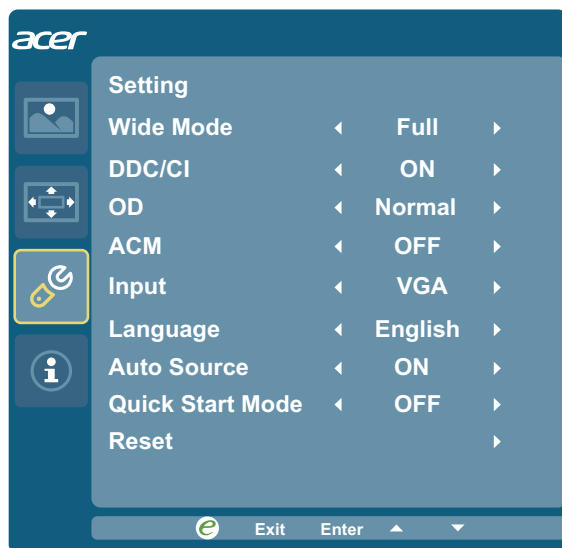 acer
Setting
Wide Mode Full
DDC/CI ON
OD Normal
ACM OFF
Input VGA
Language English
Auto Source ON
Quick Start Mode OFF
Reset
e Exit Enter